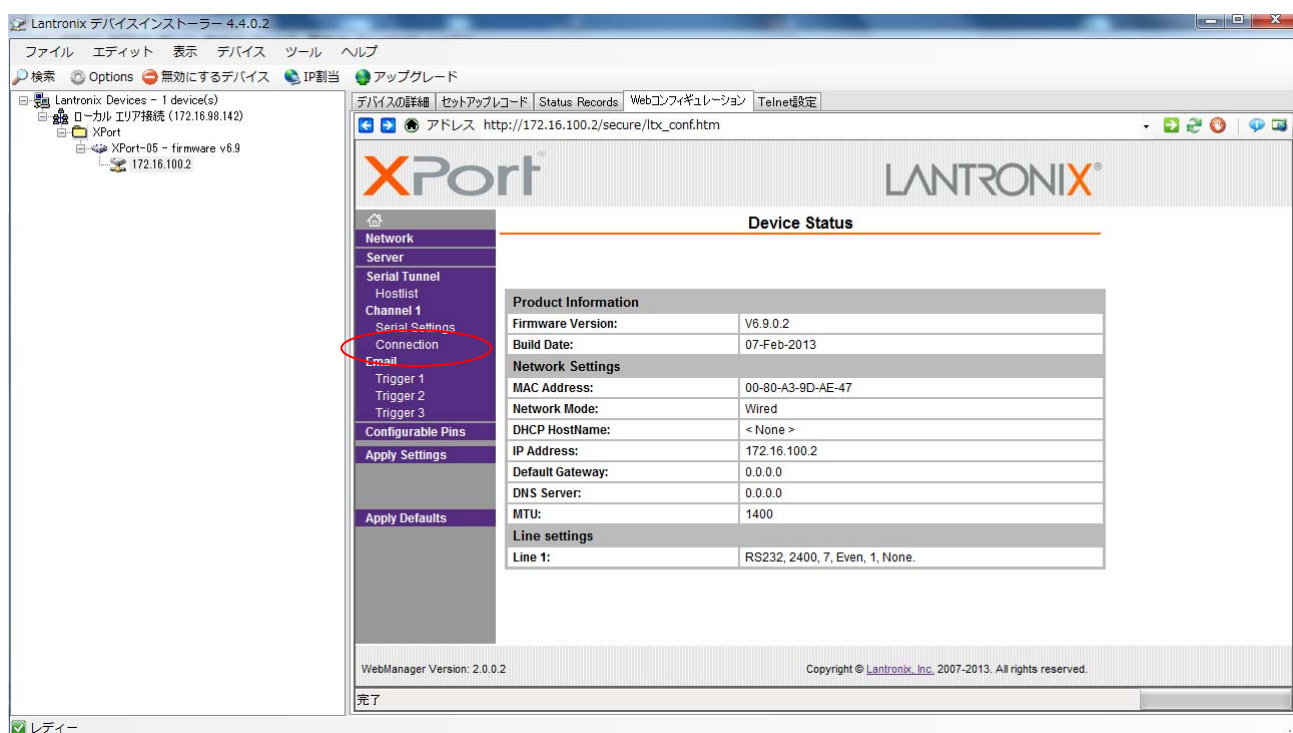 Lantronix デバイスインストーラー 4.4.0.2
ファイル エディット 表示 デバイス ツール ヘルプ
検索 Options 無効にするデバイス IP割当 アップグレード
Lantronix Devices - 1 device(s)
ローカル エリア接続 (172.16.98.142)
XPort
XPort-05 - firmware v6.9
172.16.100.2
デバイスの詳細 セットアップレコード Status Records Webコンフィギュレーション Telnet設定
アドレス http://172.16.100.2/secure/ltx_conf.htm
XPort® LANTRONIX®
Network
Server
Serial Tunnel
Hostlist
Channel 1
Serial Settings
Connection
Email
Trigger 1
Trigger 2
Trigger 3
Configurable Pins
Apply Settings
Apply Defaults
Device Status
Product Information
Firmware Version: V6.9.0.2
Build Date: 07-Feb-2013
Network Settings
MAC Address: 00-80-A3-9D-AE-47
Network Mode: Wired
DHCP HostName: < None >
IP Address: 172.16.100.2
Default Gateway: 0.0.0.0
DNS Server: 0.0.0.0
MTU: 1400
Line settings
Line 1: RS232, 2400, 7, Even, 1, None.
WebManager Version: 2.0.0.2 Copyright © Lantronix, Inc. 2007-2013. All rights reserved.
完了
レディー